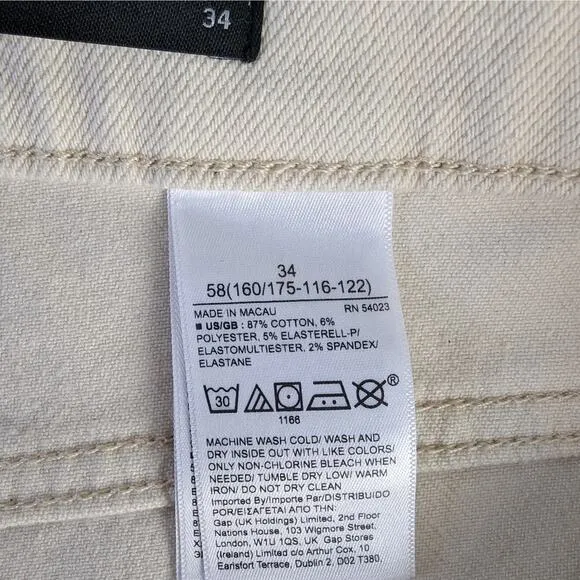 34
34
58(160/175-116-122)
MADE IN MACAU RN 54023
■ US/GB : 87% COTTON, 6%
POLYESTER, 5% ELASTERELL-P/
ELASTOMULTIESTER, 2% SPANDEX/
ELASTANE
30 ®
1166
MACHINE WASH COLD/ WASH AND
DRY INSIDE OUT WITH LIKE COLORS/
ONLY NON-CHLORINE BLEACH WHEN
NEEDED/ TUMBLE DRY LOW/ WARM
IRON/ DO NOT DRY CLEAN
Imported by/Importe Par/DISTRIBUIDO
POR/ΕΙΣΑΓΕΤΑΙ ΑΠΌ ΤΗΝ:
Gap (UK Holdings) Limited, 2nd Floor
Nations House, 103 Wigmore Street,
London, W1U 1QS, UK Gap Stores
(Ireland) Limited c/o Arthur Cox, 10
Earlsfort Terrace, Dublin 2, D02 T380,